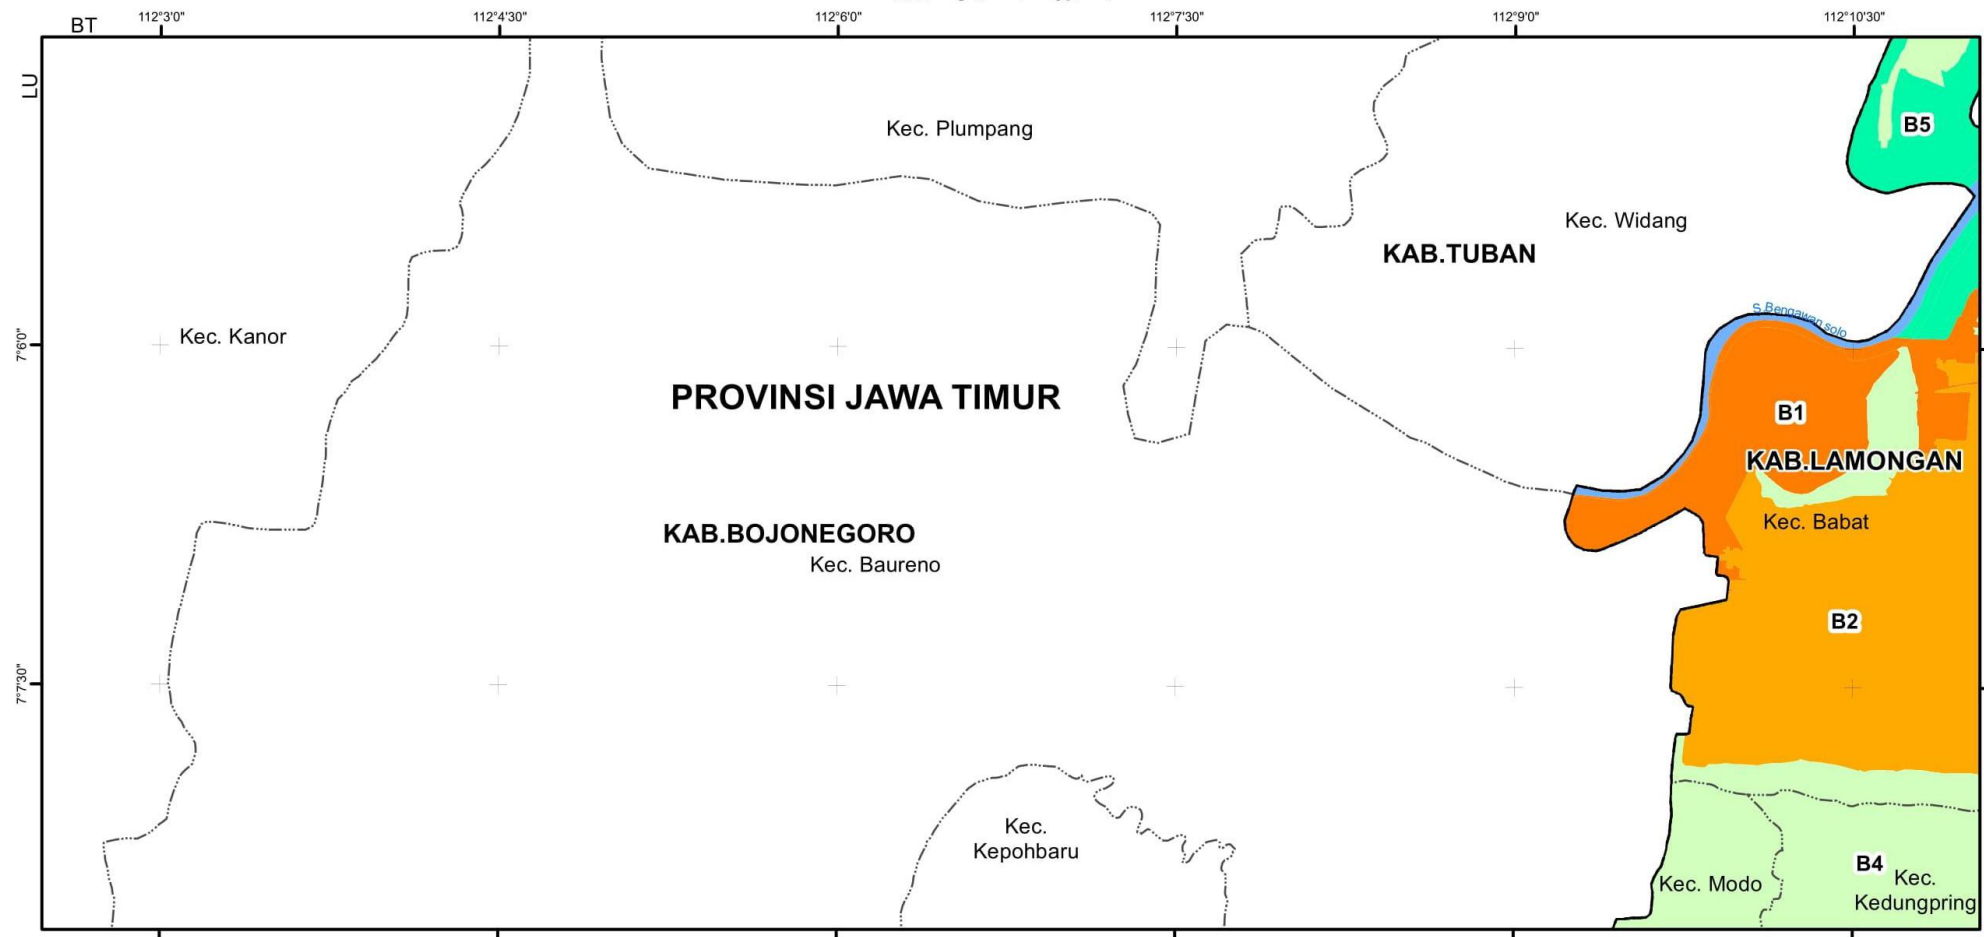 BT
112°3'0"
112°4'30"
112°6'0"
112°7'30"
112°9'0"
112°10'30"
LU
B5
Kec. Plumpang
Kec. Widang
KAB.TUBAN
S.Bengawan solo
Kec. Kanor
7°6'0"
PROVINSI JAWA TIMUR
B1
KAB.LAMONGAN
Kec. Babat
KAB.BOJONEGORO
Kec. Baureno
B2
7°7'30"
Kec.
Kepohbaru
B4
Kec. Modo
Kec.
Kedungpring